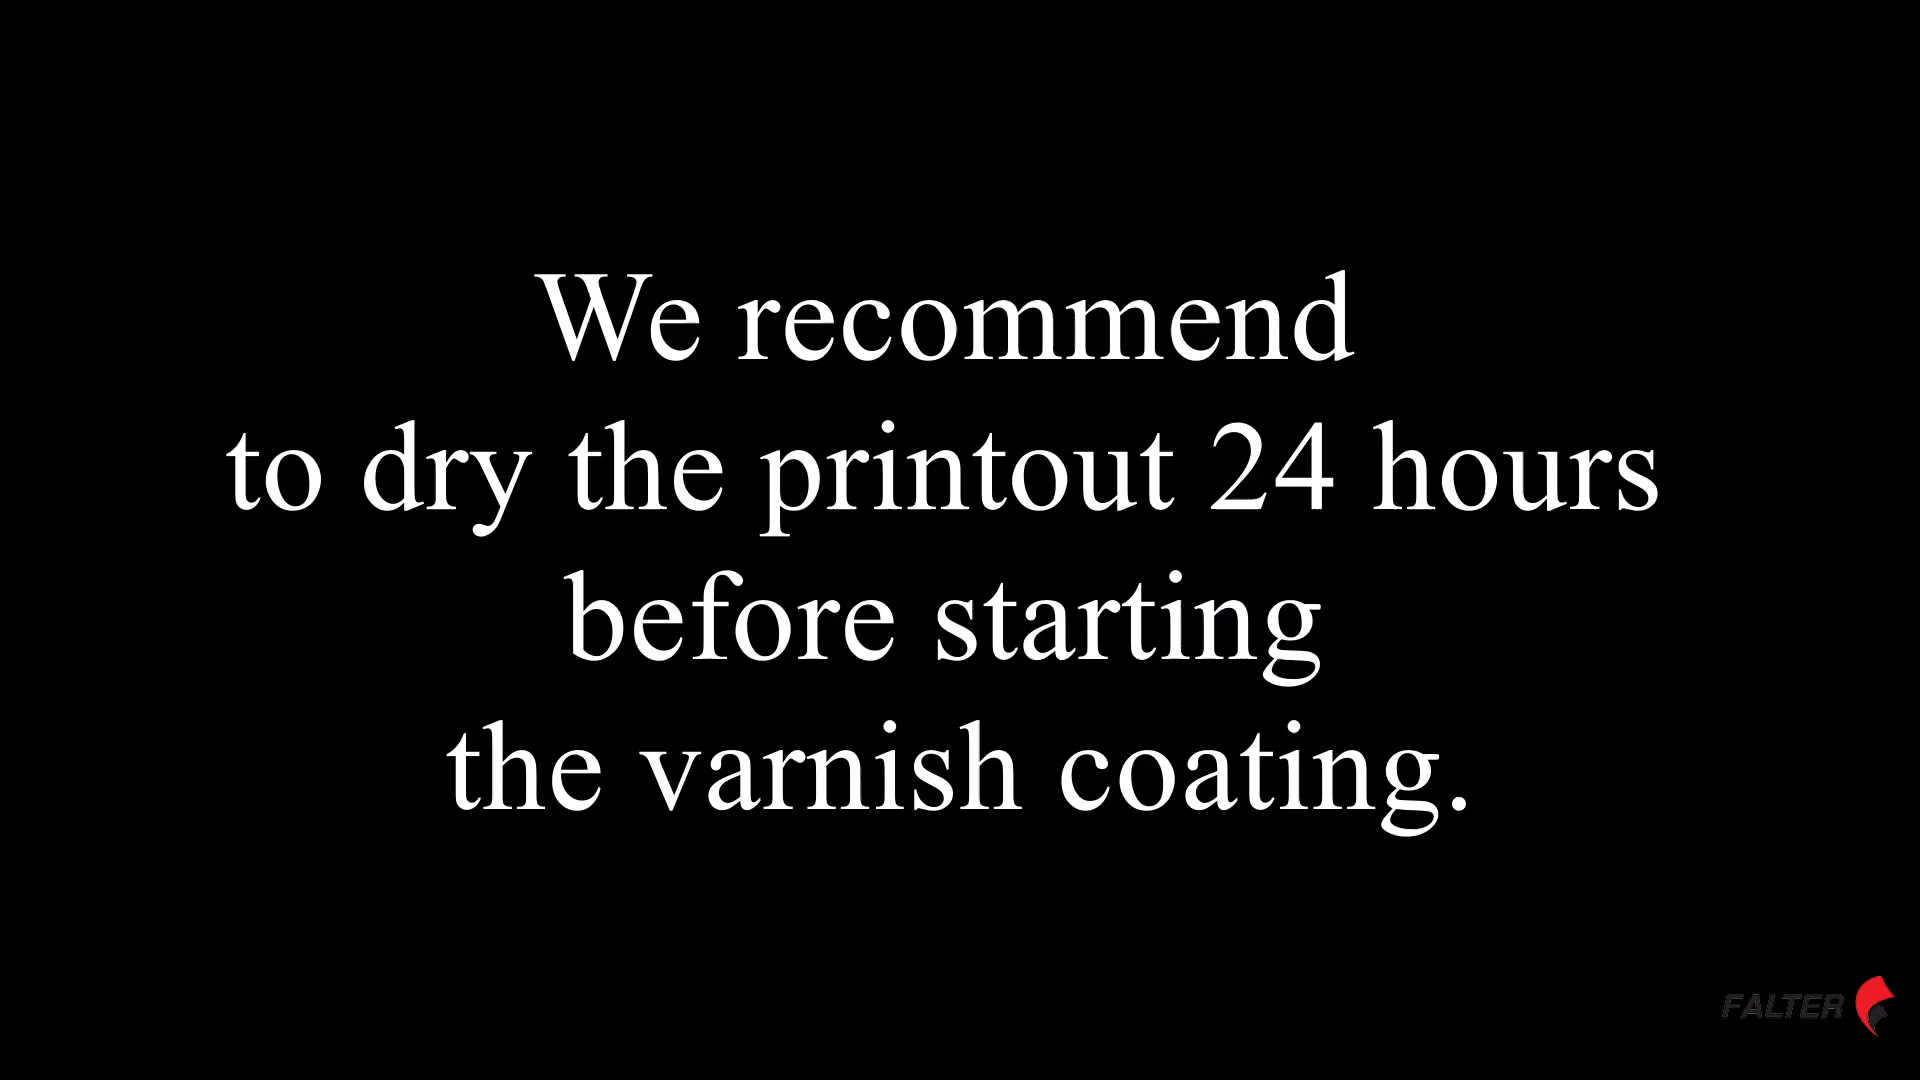 We recommend
to dry the printout 24 hours
before starting
the varnish coating.
FALTER